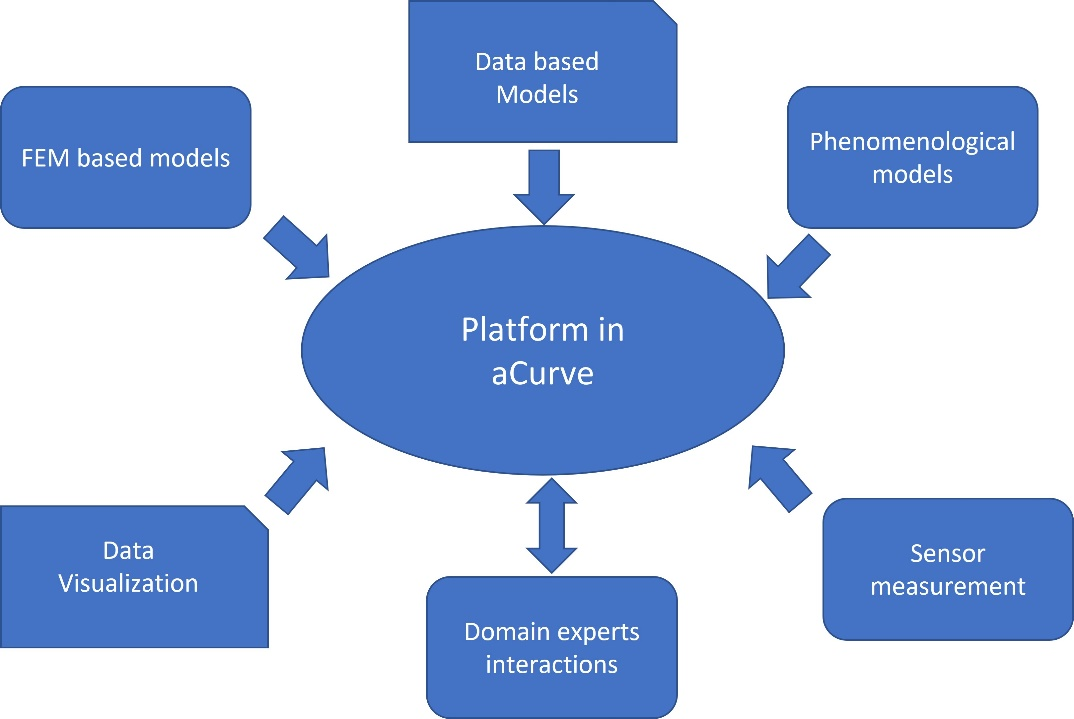 Data based
Models
FEM based models
Phenomenological
models
Platform in
aCurve
Data
Visualization
Sensor
measurement
Domain experts
interactions